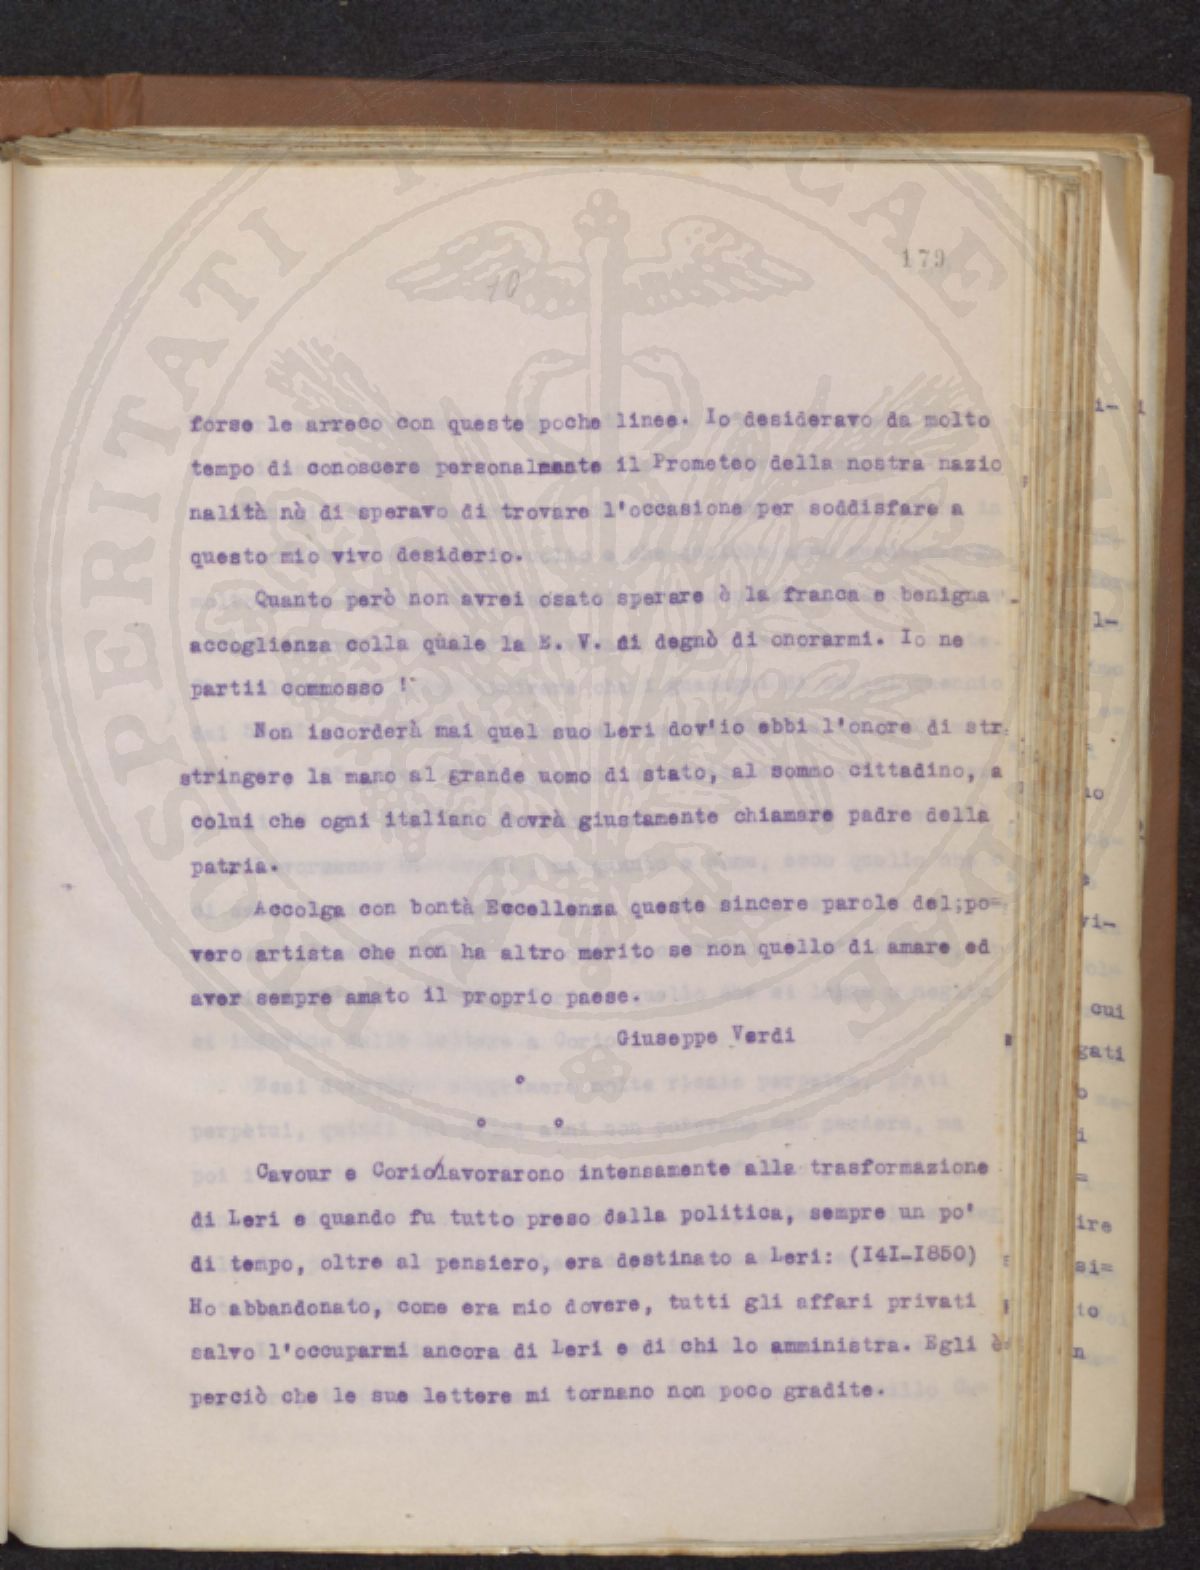 179
10
forse le arreco con queste poche linee. Io desideravo da molto
tempo di conoscere personalmente il Prometeo della nostra nazio
nalità nè di speravo di trovare l'occasione per soddisfare a
questo mio vivo desiderio.
Quanto però non avrei osato sperare è la franca e benigna
accoglienza colla quale la E. V. di degnò di onorarmi. Io ne
partii commosso !
Non iscorderà mai quel suo Leri dov'io ebbi l'onore di str
stringere la mano al grande uomo di stato, al sommo cittadino, a
colui che ogni italiano dovrà giustamente chiamare padre della
patria.
Accolga con bontà Eccellenza queste sincere parole del;po=
vero artista che non ha altro merito se non quello di amare ed
aver sempre amato il proprio paese.
Giuseppe Verdi
°
° °
Cavour e Corio/lavorarono intensamente alla trasformazione
di Leri e quando fu tutto preso dalla politica, sempre un po'
di tempo, oltre al pensiero, era destinato a Leri: (I4I-I850)
Ho abbandonato, come era mio dovere, tutti gli affari privati
salvo l'occuparmi ancora di Leri e di chi lo amministra. Egli è
perciò che le sue lettere mi tornano non poco gradite.